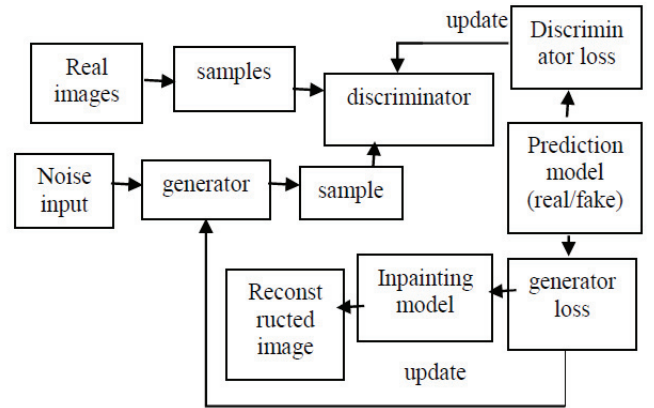 update
Discrimin
ator loss
Real
images
samples
discriminator
Noise
input
generator
sample
Prediction
model
(real/fake)
Reconst
ructed
image
Inpainting
model
generator
loss
update